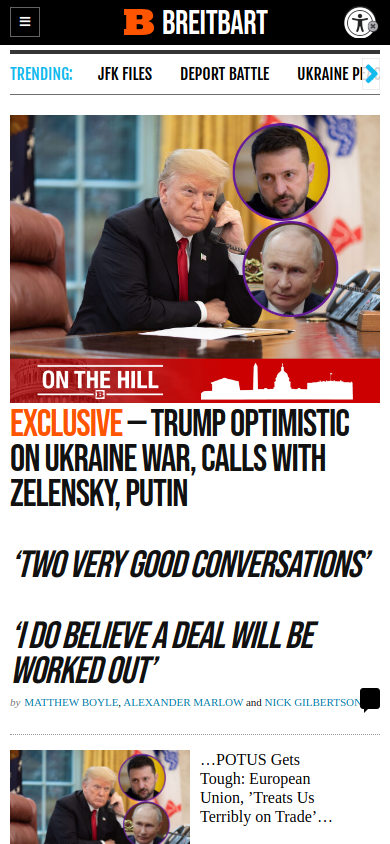 B BREITBART
TRENDING: JFK FILES DEPORT BATTLE UKRAINE
ON THE HILL
B
EXCLUSIVE – TRUMP OPTIMISTIC
ON UKRAINE WAR, CALLS WITH
ZELENSKY, PUTIN
‘TWO VERY GOOD CONVERSATIONS’
‘I DO BELIEVE A DEAL WILL BE
WORKED OUT’
by MATTHEW BOYLE, ALEXANDER MARLOW and NICK GILBERTSON
…POTUS Gets
Tough: European
Union, ’Treats Us
Terribly on Trade’…